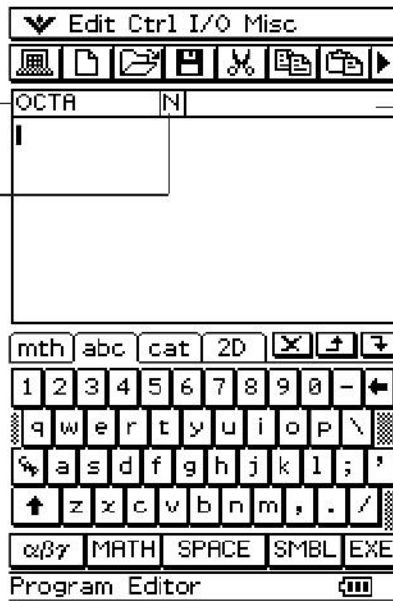 Edit Ctrl I/O Misc
OCTA N
mth abc cat 2D
1 2 3 4 5 6 7 8 9 0 -
q w e r t y u i o p \
a s d f g h j k l ; '
z x c v b n m , . /
αβγ MATH SPACE SMBL EXE
Program Editor